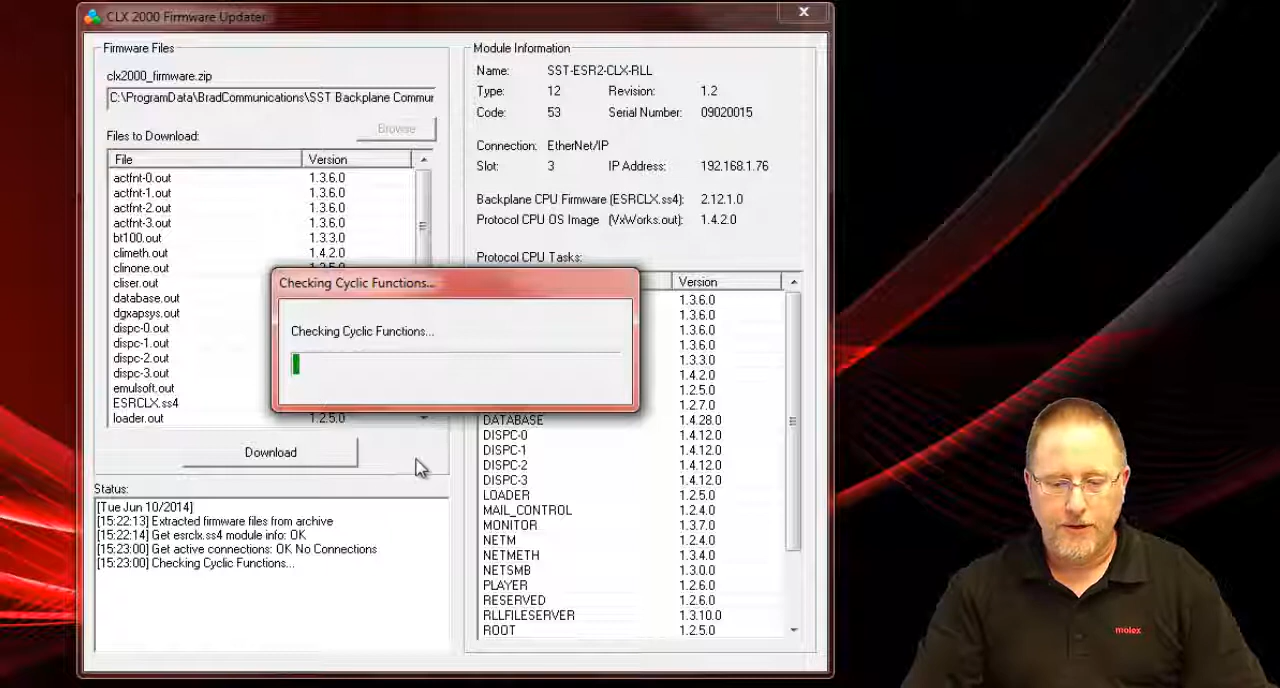 CLX 2000 Firmware Updater
Firmware Files
clx2000_firmware.zip
C:\ProgramData\BradCommunications\SST Backplane Commur
Browse
Files to Download:
File Version
actfnt-0.out 1.3.6.0
actfnt-1.out 1.3.6.0
actfnt-2.out 1.3.6.0
actfnt-3.out 1.3.6.0
bt100.out 1.3.3.0
climeth.out 1.4.2.0
clinone.out 1.2.5.0
cliser.out
database.out
dgxapsys.out
dispc-0.out
dispc-1.out
dispc-2.out
dispc-3.out
emulsoft.out
ESRCLX.ss4
loader.out 1.2.5.0
Download
Status:
[Tue Jun 10/2014]
[15:22:13] Extracted firmware files from archive
[15:22:14] Get esrclx.ss4 module info: OK
[15:23:00] Get active connections: OK No Connections
[15:23:00] Checking Cyclic Functions...
Checking Cyclic Functions...
Checking Cyclic Functions...
Module Information
Name: SST-ESR2-CLX-RLL
Type: 12 Revision: 1.2
Code: 53 Serial Number: 09020015
Connection: EtherNet/IP
Slot: 3 IP Address: 192.168.1.76
Backplane CPU Firmware (ESRCLX.ss4): 2.12.1.0
Protocol CPU OS Image (VxWorks.out): 1.4.2.0
Protocol CPU Tasks:
Version
1.3.6.0
1.3.6.0
1.3.6.0
1.3.6.0
1.3.3.0
1.4.2.0
1.2.5.0
1.2.7.0
DATABASE 1.4.28.0
DISPC-0 1.4.12.0
DISPC-1 1.4.12.0
DISPC-2 1.4.12.0
DISPC-3 1.4.12.0
LOADER 1.2.5.0
MAIL_CONTROL 1.2.4.0
MONITOR 1.3.7.0
NETM 1.2.4.0
NETMETH 1.3.4.0
NETSMB 1.3.0.0
PLAYER 1.2.6.0
RESERVED 1.2.6.0
RLLFILESERVER 1.3.10.0
ROOT 1.2.5.0
molex